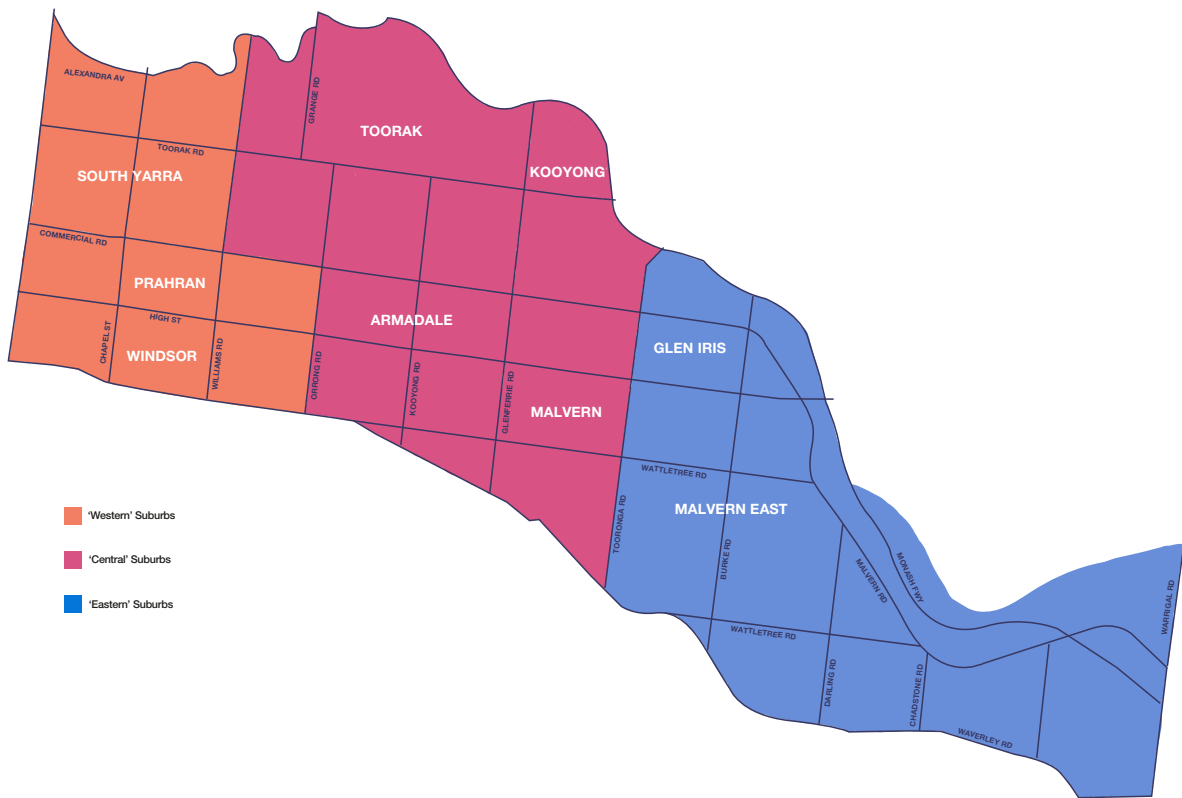 ALEXANDRA AV
GRANGE RD
TOORAK
TOORAK RD
KOOYONG
SOUTH YARRA
COMMERCIAL RD
PRAHRAN
HIGH ST
ARMADALE
CHAPEL ST
WINDSOR
WILLIAMS RD
ORRONG RD
KOOYONG RD
GLENFERRIE RD
GLEN IRIS
MALVERN
WATTLETREE RD
MALVERN EAST
TOORONGA RD
BURKE RD
MALVERN RD
MONASH FWY
WARRIGAL RD
WATTLETREE RD
DARLING RD
CHADSTONE RD
WAVERLEY RD
'Western' Suburbs
'Central' Suburbs
'Eastern' Suburbs